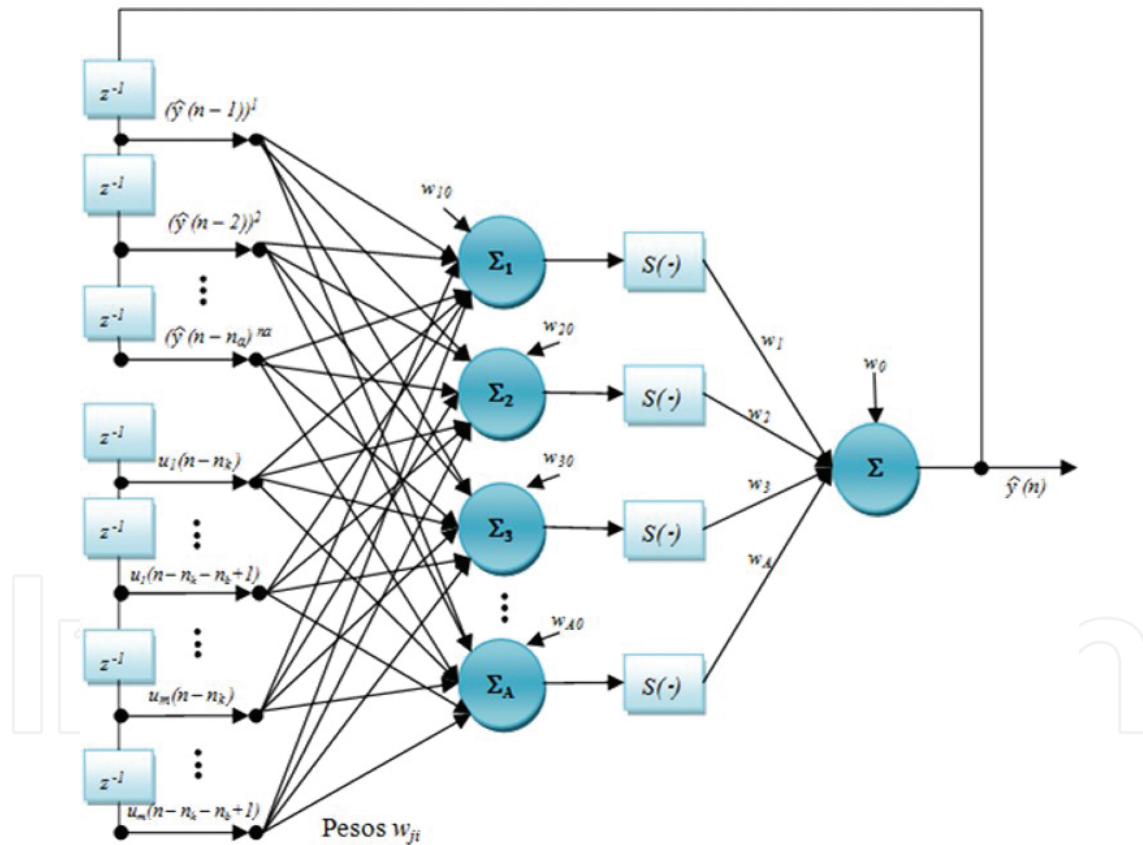 z⁻¹
(ŷ (n − 1))¹
z⁻¹
(ŷ (n − 2))²
z⁻¹
(ŷ (n − nₐ) ⁿᵃ
z⁻¹
u₁(n − nₖ)
z⁻¹
u₁(n − nₖ − n_b +1)
z⁻¹
uₘ(n − nₖ)
z⁻¹
uₘ(n − nₖ − n_b +1)
Pesos w_ji
w₁₀
Σ₁
S(·)
w₂₀
Σ₂
S(·)
w₃₀
Σ₃
S(·)
w_A0
Σ_A
S(·)
w₁
w₂
w₃
w_A
w₀
Σ
ŷ (n)